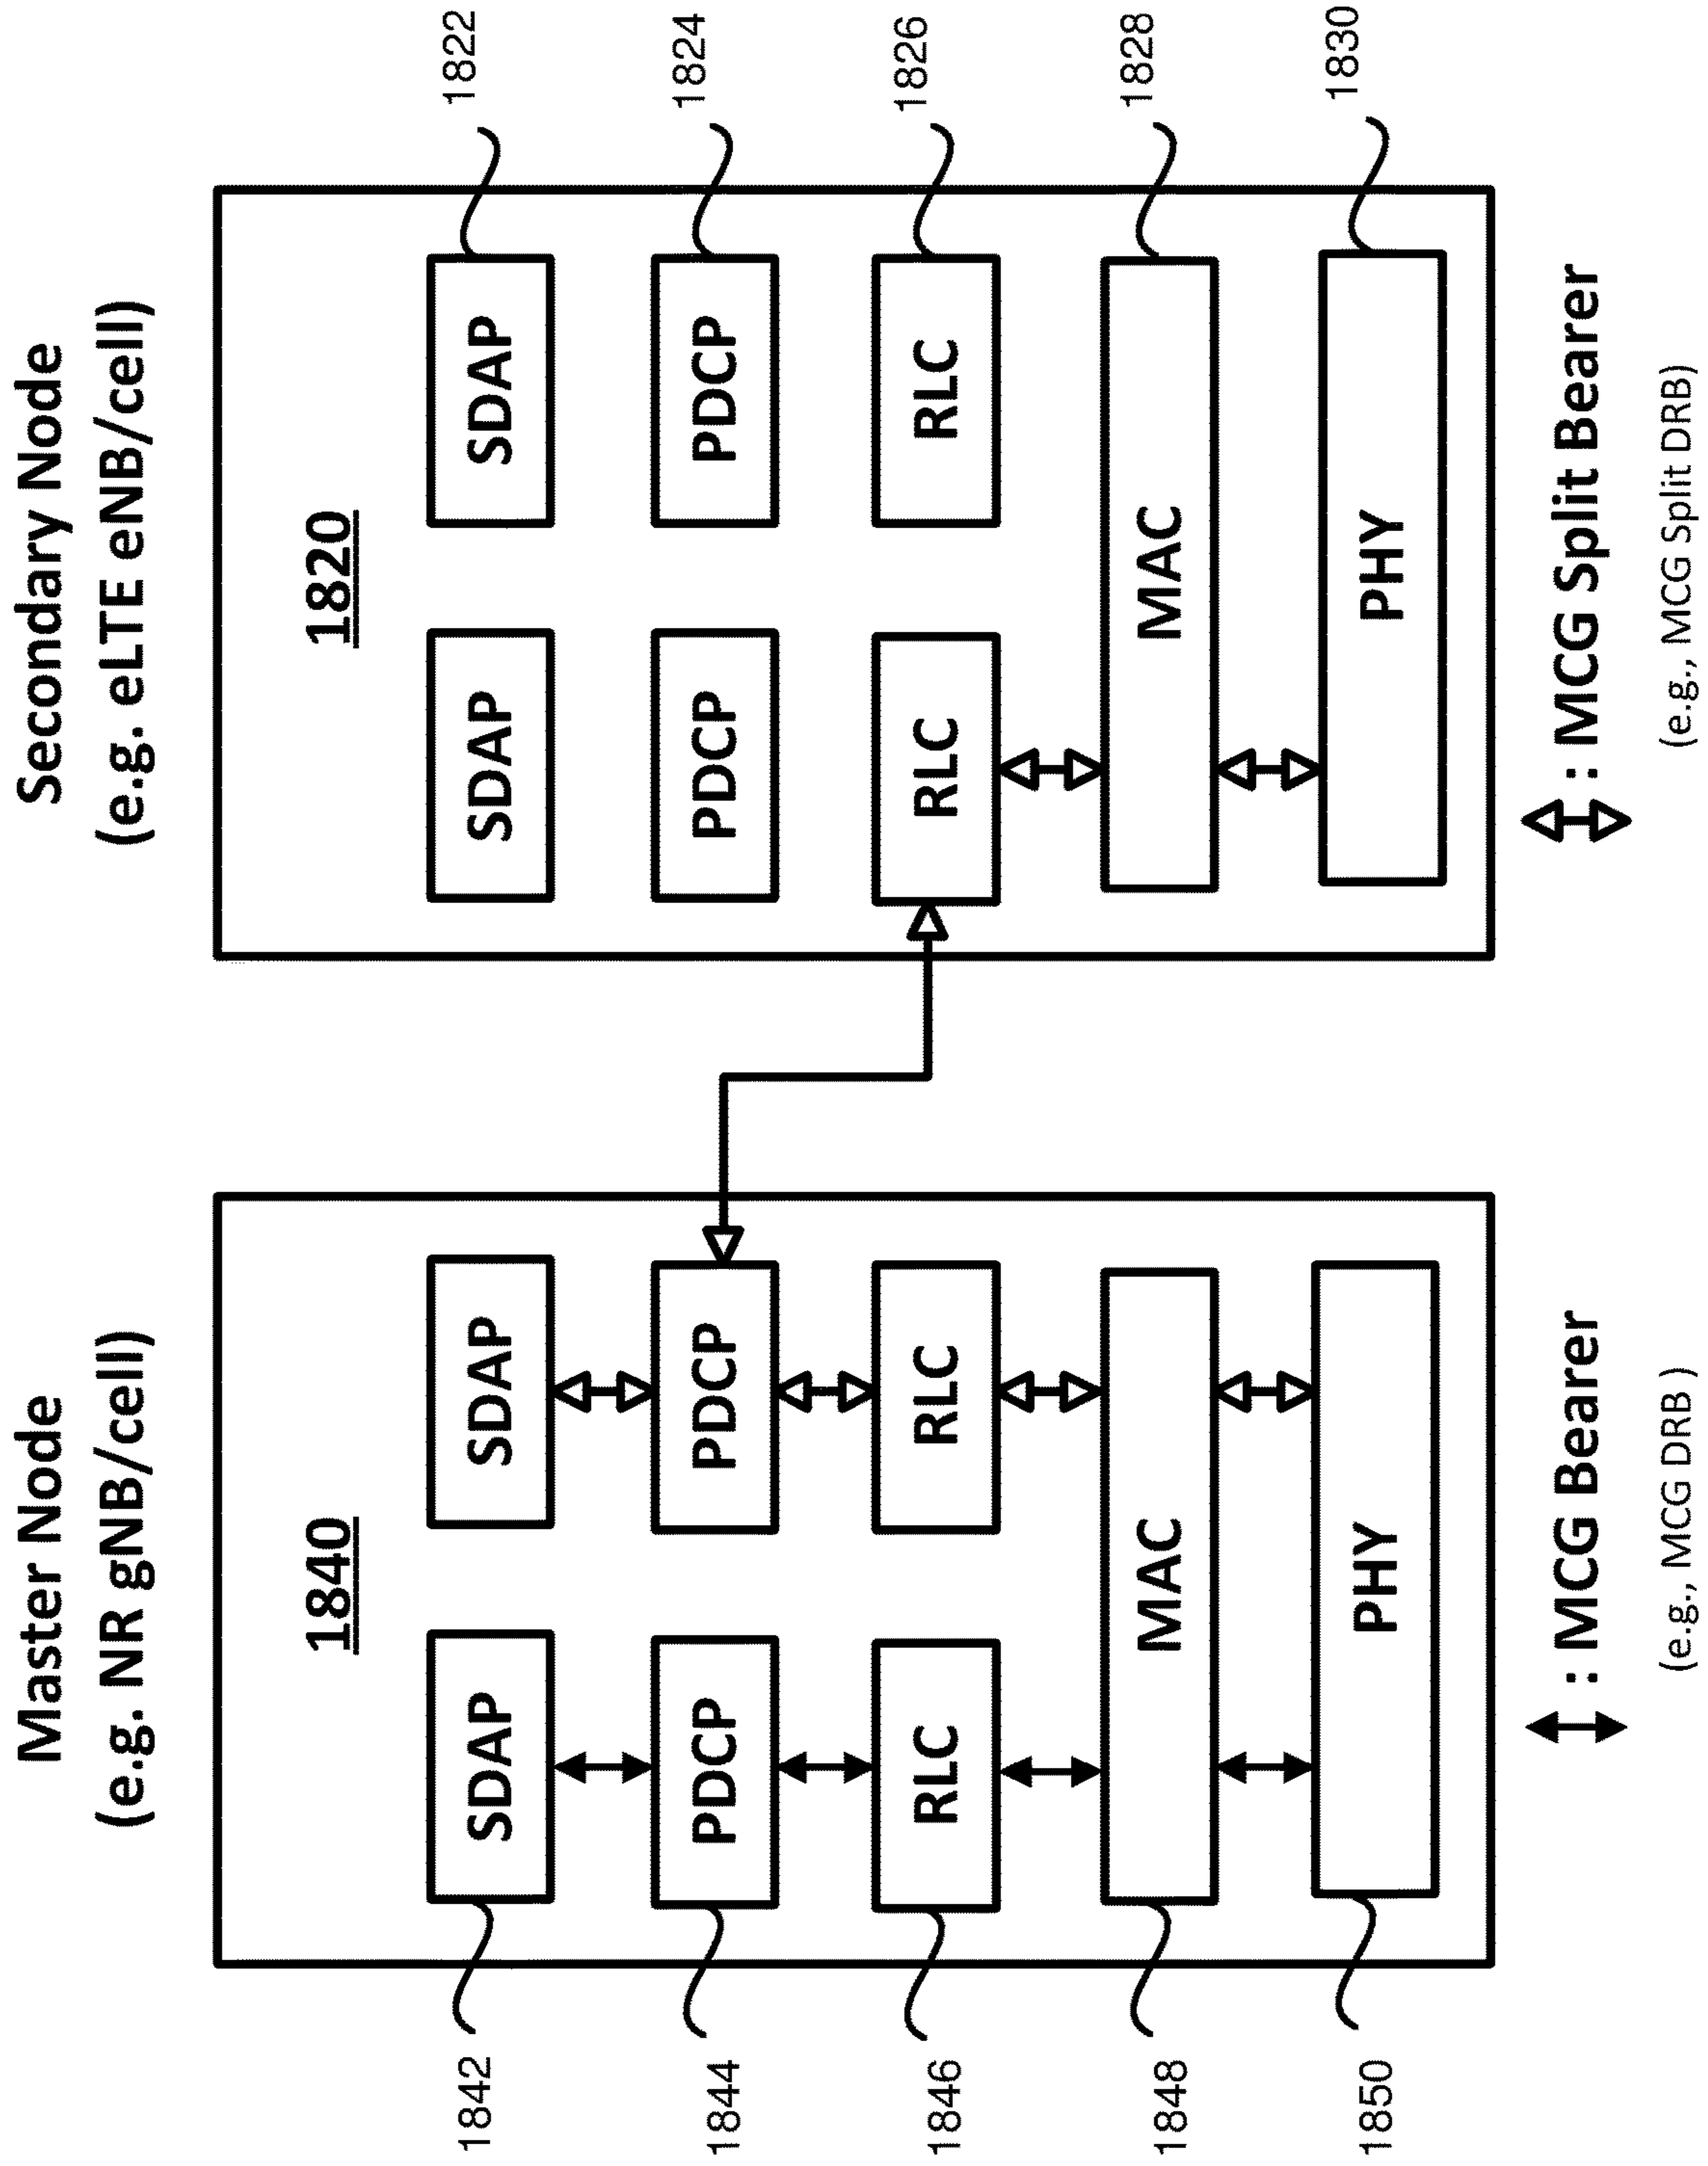 Master Node
(e.g. NR gNB/cell)
1840
SDAP
SDAP
PDCP
PDCP
RLC
RLC
MAC
PHY
1842
1844
1846
1848
1850
: MCG Bearer
(e.g., MCG DRB )
Secondary Node
(e.g. eLTE eNB/cell)
1820
SDAP
SDAP
PDCP
PDCP
RLC
RLC
MAC
PHY
1822
1824
1826
1828
1830
: MCG Split Bearer
(e.g., MCG Split DRB)